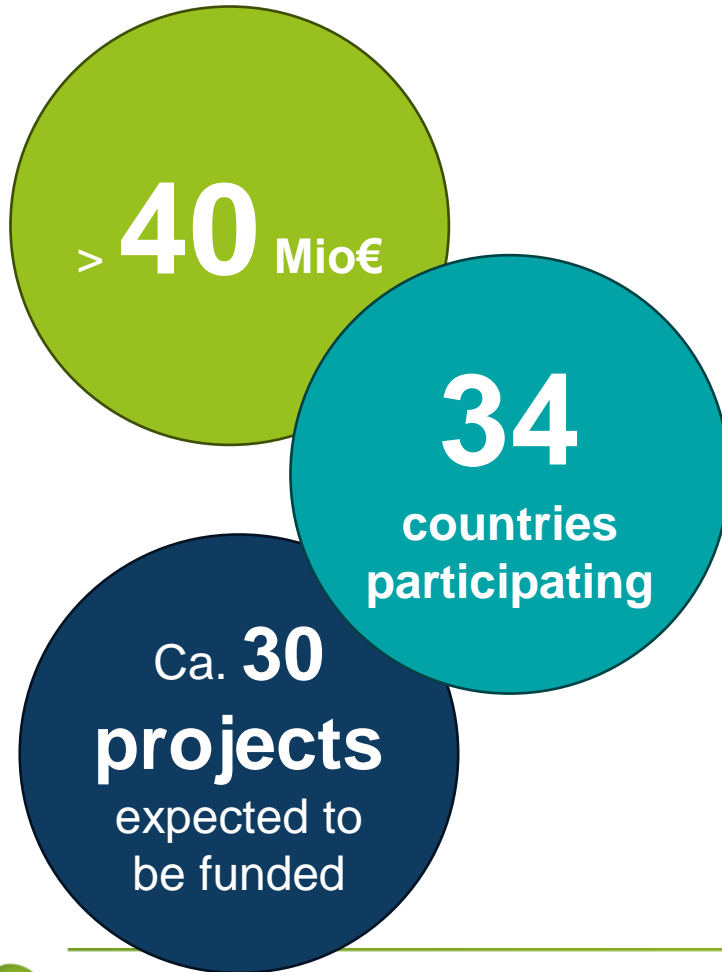 > 40 Mio€
34
countries
participating
Ca. 30
projects
expected to
be funded